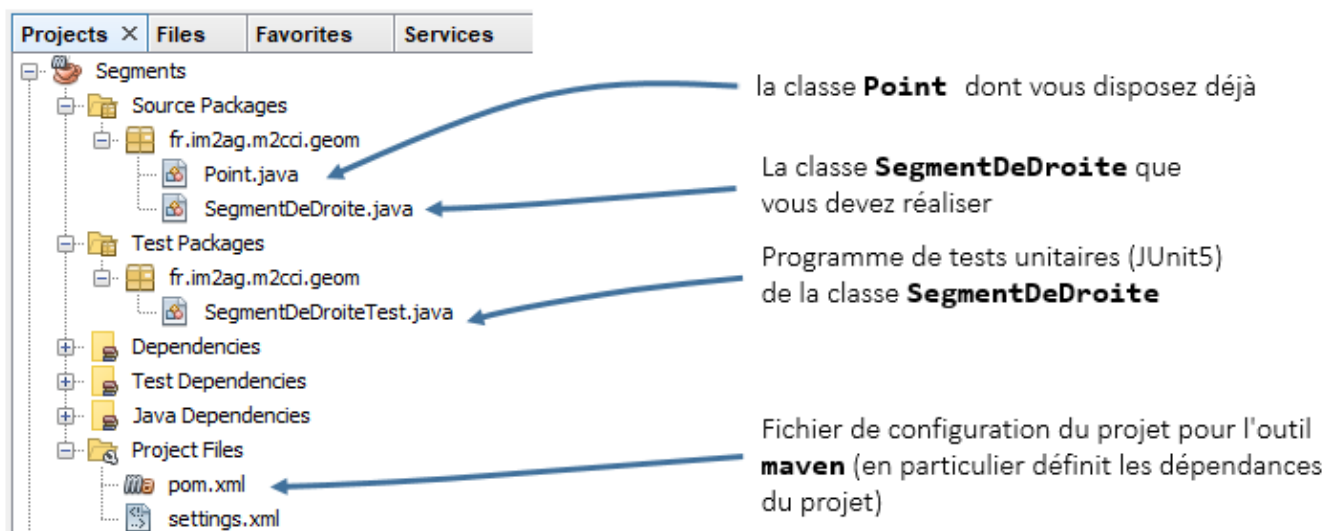 Projects × Files Favorites Services
Segments
Source Packages
fr.im2ag.m2cci.geom
Point.java
SegmentDeDroite.java
Test Packages
fr.im2ag.m2cci.geom
SegmentDeDroiteTest.java
Dependencies
Test Dependencies
Java Dependencies
Project Files
pom.xml
settings.xml
la classe Point dont vous disposez déjà
La classe SegmentDeDroite que
vous devez réaliser
Programme de tests unitaires (JUnit5)
de la classe SegmentDeDroite
Fichier de configuration du projet pour l'outil
maven (en particulier définit les dépendances
du projet)